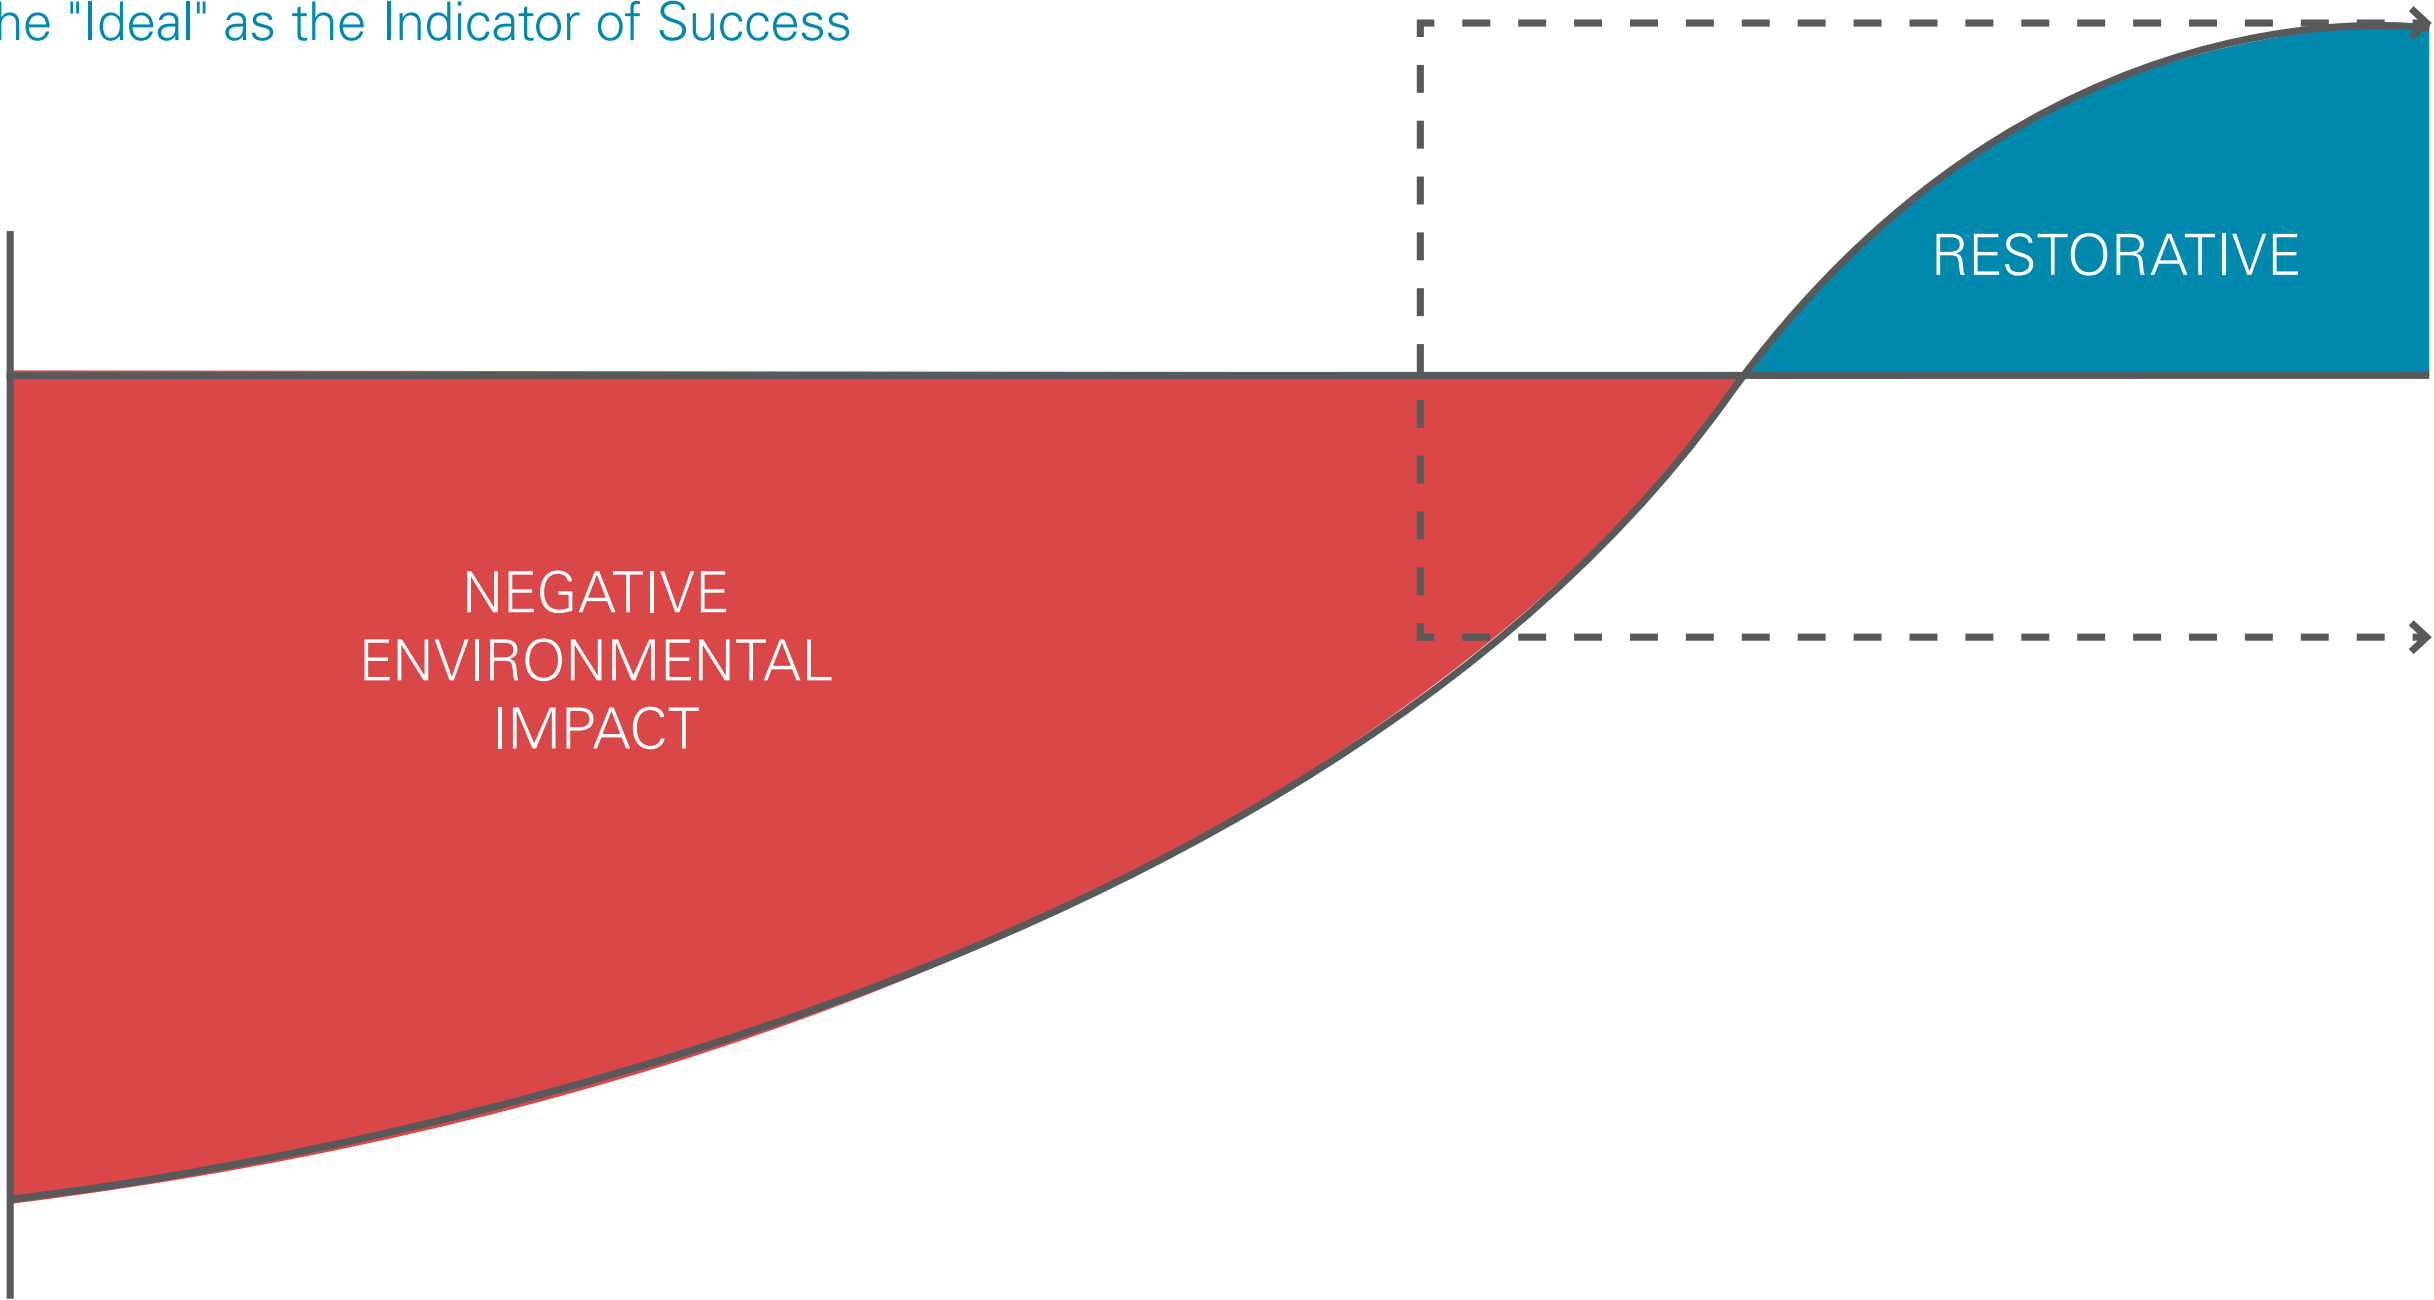 he "Ideal" as the Indicator of Success
RESTORATIVE
NEGATIVE
ENVIRONMENTAL
IMPACT